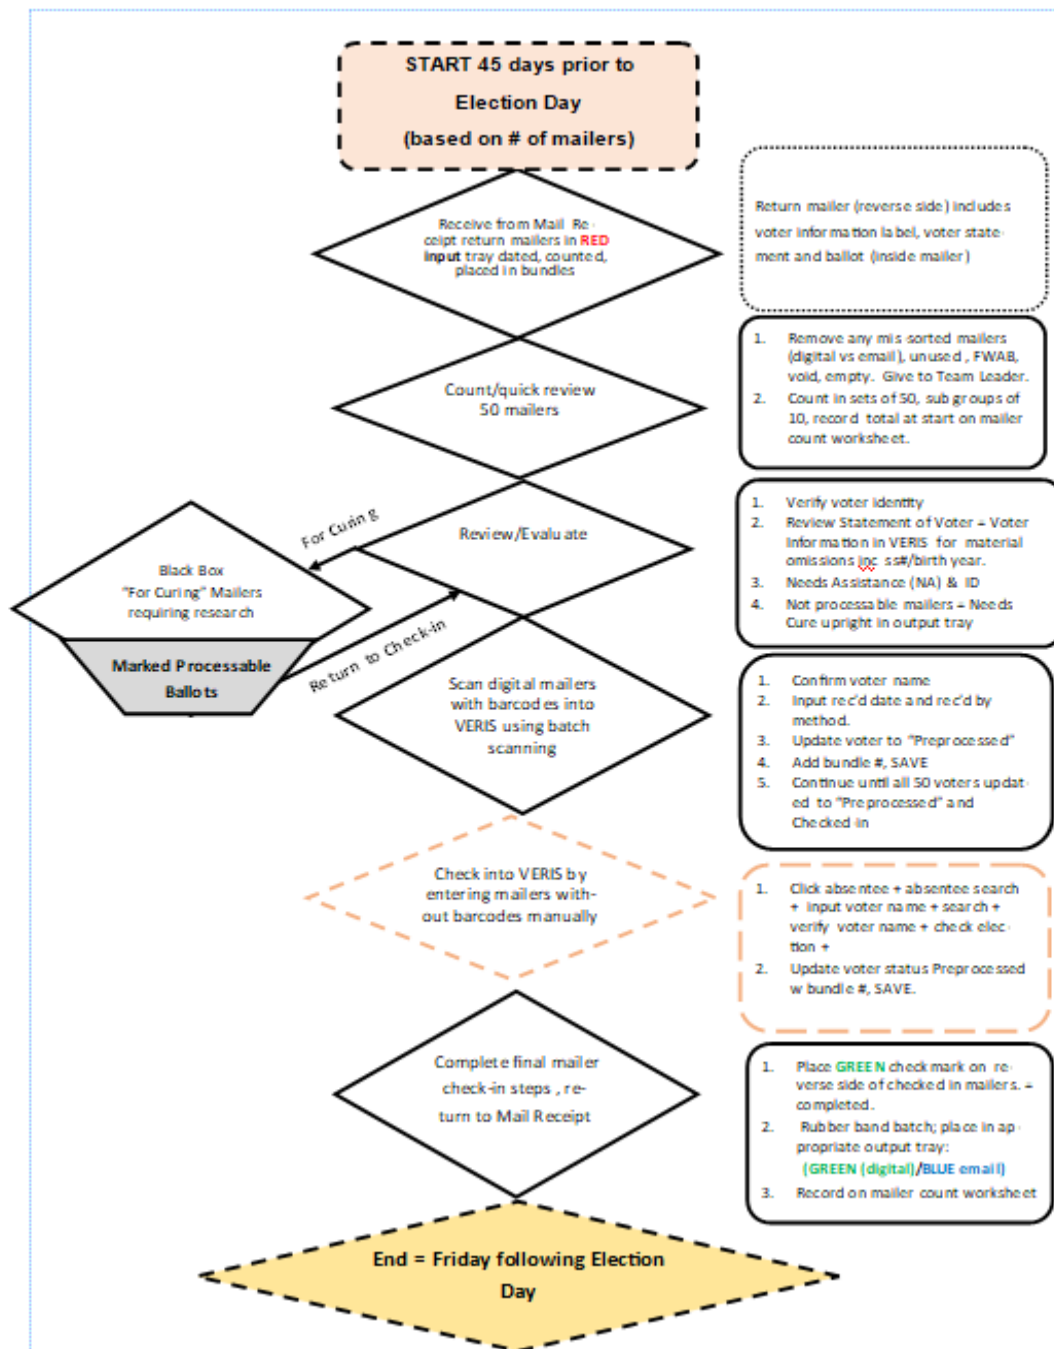 START 45 days prior to
Election Day
(based on # of mailers)
Receive from Mail Re-
ceipt return mailers in RED
input tray dated, counted,
placed in bundles
Return mailer (reverse side) includes
voter information label, voter state-
ment and ballot (inside mailer)
Count/quick review
50 mailers
1. Remove any mis-sorted mailers
(digital vs email), unused , FWAB,
void, empty. Give to Team Leader.
2. Count in sets of 50, sub groups of
10, record total at start on mailer
count worksheet.
For Curing
Review/Evaluate
Return to Check-in
1. Verify voter identity
2. Review Statement of Voter = Voter
Information in VERIS for material
omissions inc ss#/birth year.
3. Needs Assistance (NA) & ID
4. Not processable mailers = Needs
Cure upright in output tray
Black Box
"For Curing" Mailers
requiring research
Marked Processable
Ballots
Scan digital mailers
with barcodes into
VERIS using batch
scanning
1. Confirm voter name
2. Input rec'd date and rec'd by
method.
3. Update voter to "Preprocessed"
4. Add bundle #, SAVE
5. Continue until all 50 voters updat-
ed to "Preprocessed" and
Checked-in
Check into VERIS by
entering mailers with-
out barcodes manually
1. Click absentee + absentee search
+ input voter name + search +
verify voter name + check elec-
tion +
2. Update voter status Preprocessed
w bundle #, SAVE.
Complete final mailer
check-in steps , re-
turn to Mail Receipt
1. Place GREEN checkmark on re-
verse side of checked in mailers. =
completed.
2. Rubber band batch; place in ap-
propriate output tray:
(GREEN (digital)/BLUE email)
3. Record on mailer count worksheet
End = Friday following Election
Day